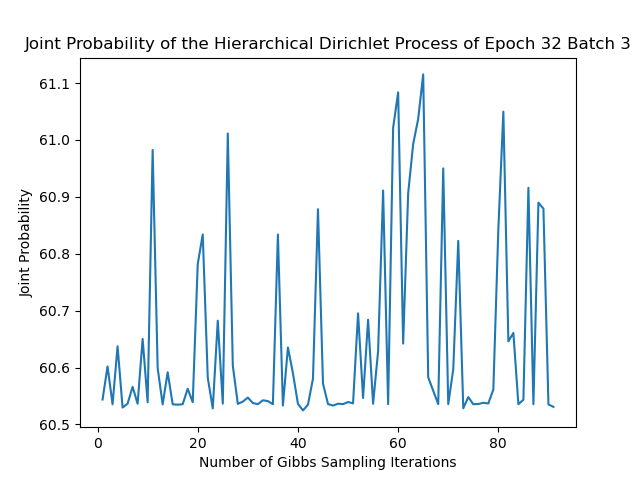 Joint Probability of the Hierarchical Dirichlet Process of Epoch 32 Batch 3
61.1
61.0
60.9
60.8
60.7
60.6
60.5
Joint Probability
0 20 40 60 80
Number of Gibbs Sampling Iterations